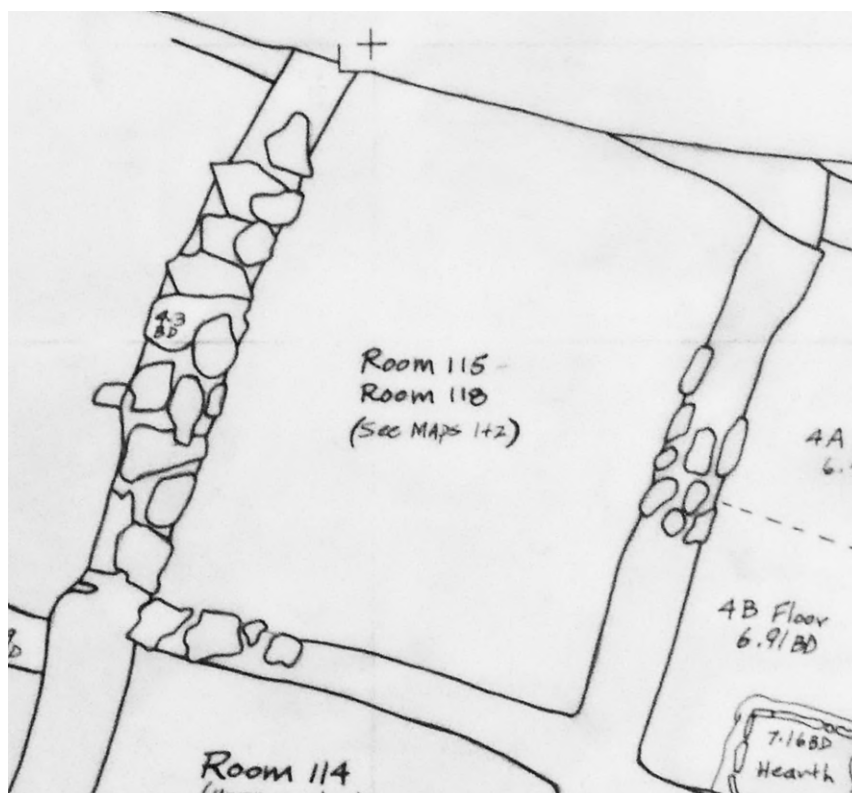 4.3
BD
Room 115
Room 118
(See MAPS 1+2)
4A
6.
4B Floor
6.91 BD
7.16 BD
Hearth
Room 114